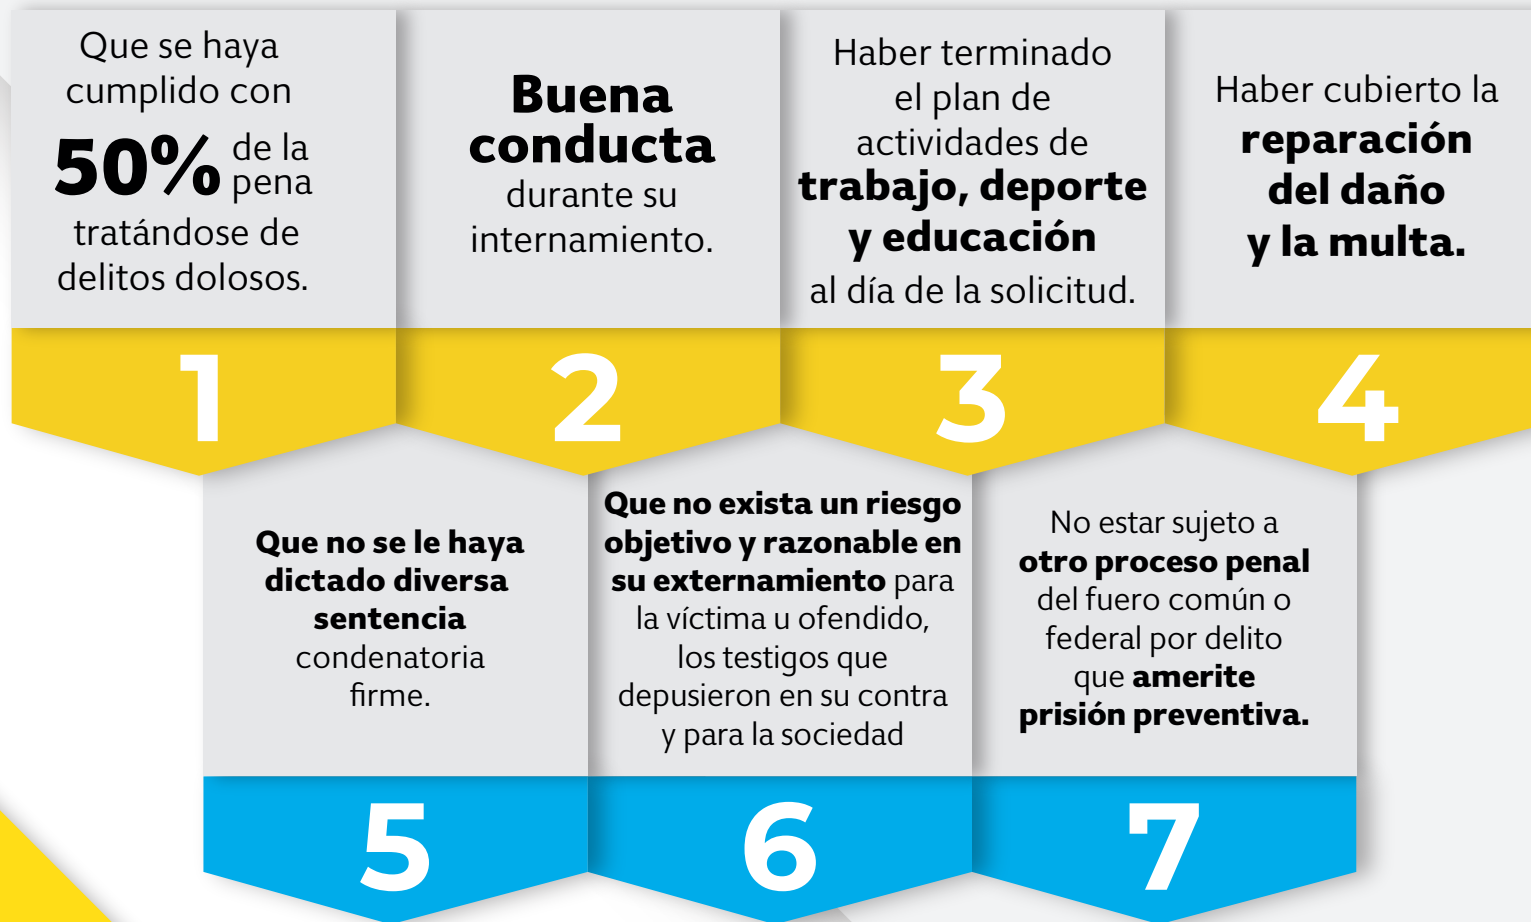 Que se haya
cumplido con
50% de la
pena
tratándose de
delitos dolosos.
1
Buena
conducta
durante su
internamiento.
2
Haber terminado
el plan de
actividades de
trabajo, deporte
y educación
al día de la solicitud.
3
Haber cubierto la
reparación
del daño
y la multa.
4
Que no se le haya
dictado diversa
sentencia
condenatoria
firme.
5
Que no exista un riesgo
objetivo y razonable en
su externamiento para
la víctima u ofendido,
los testigos que
depusieron en su contra
y para la sociedad
6
No estar sujeto a
otro proceso penal
del fuero común o
federal por delito
que amerite
prisión preventiva.
7